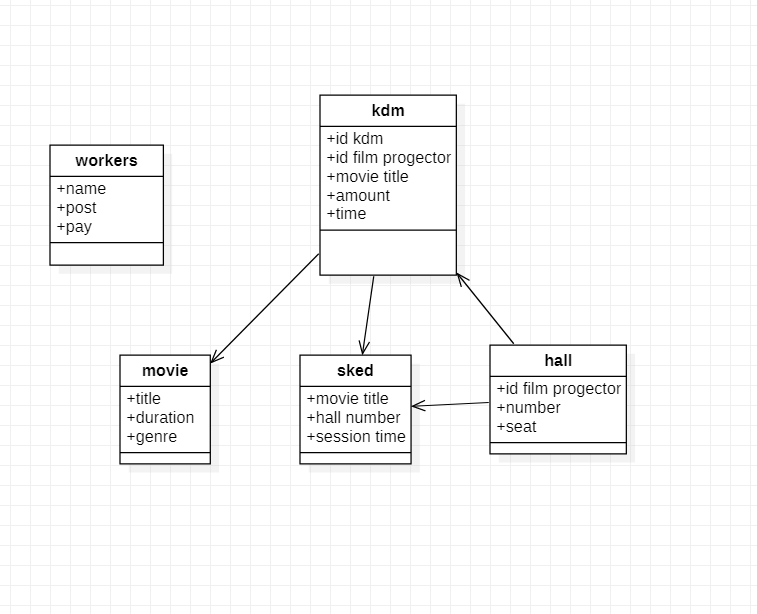 kdm
+id kdm
+id film progector
+movie title
+amount
+time
workers
+name
+post
+pay
movie
+title
+duration
+genre
sked
+movie title
+hall number
+session time
hall
+id film progector
+number
+seat